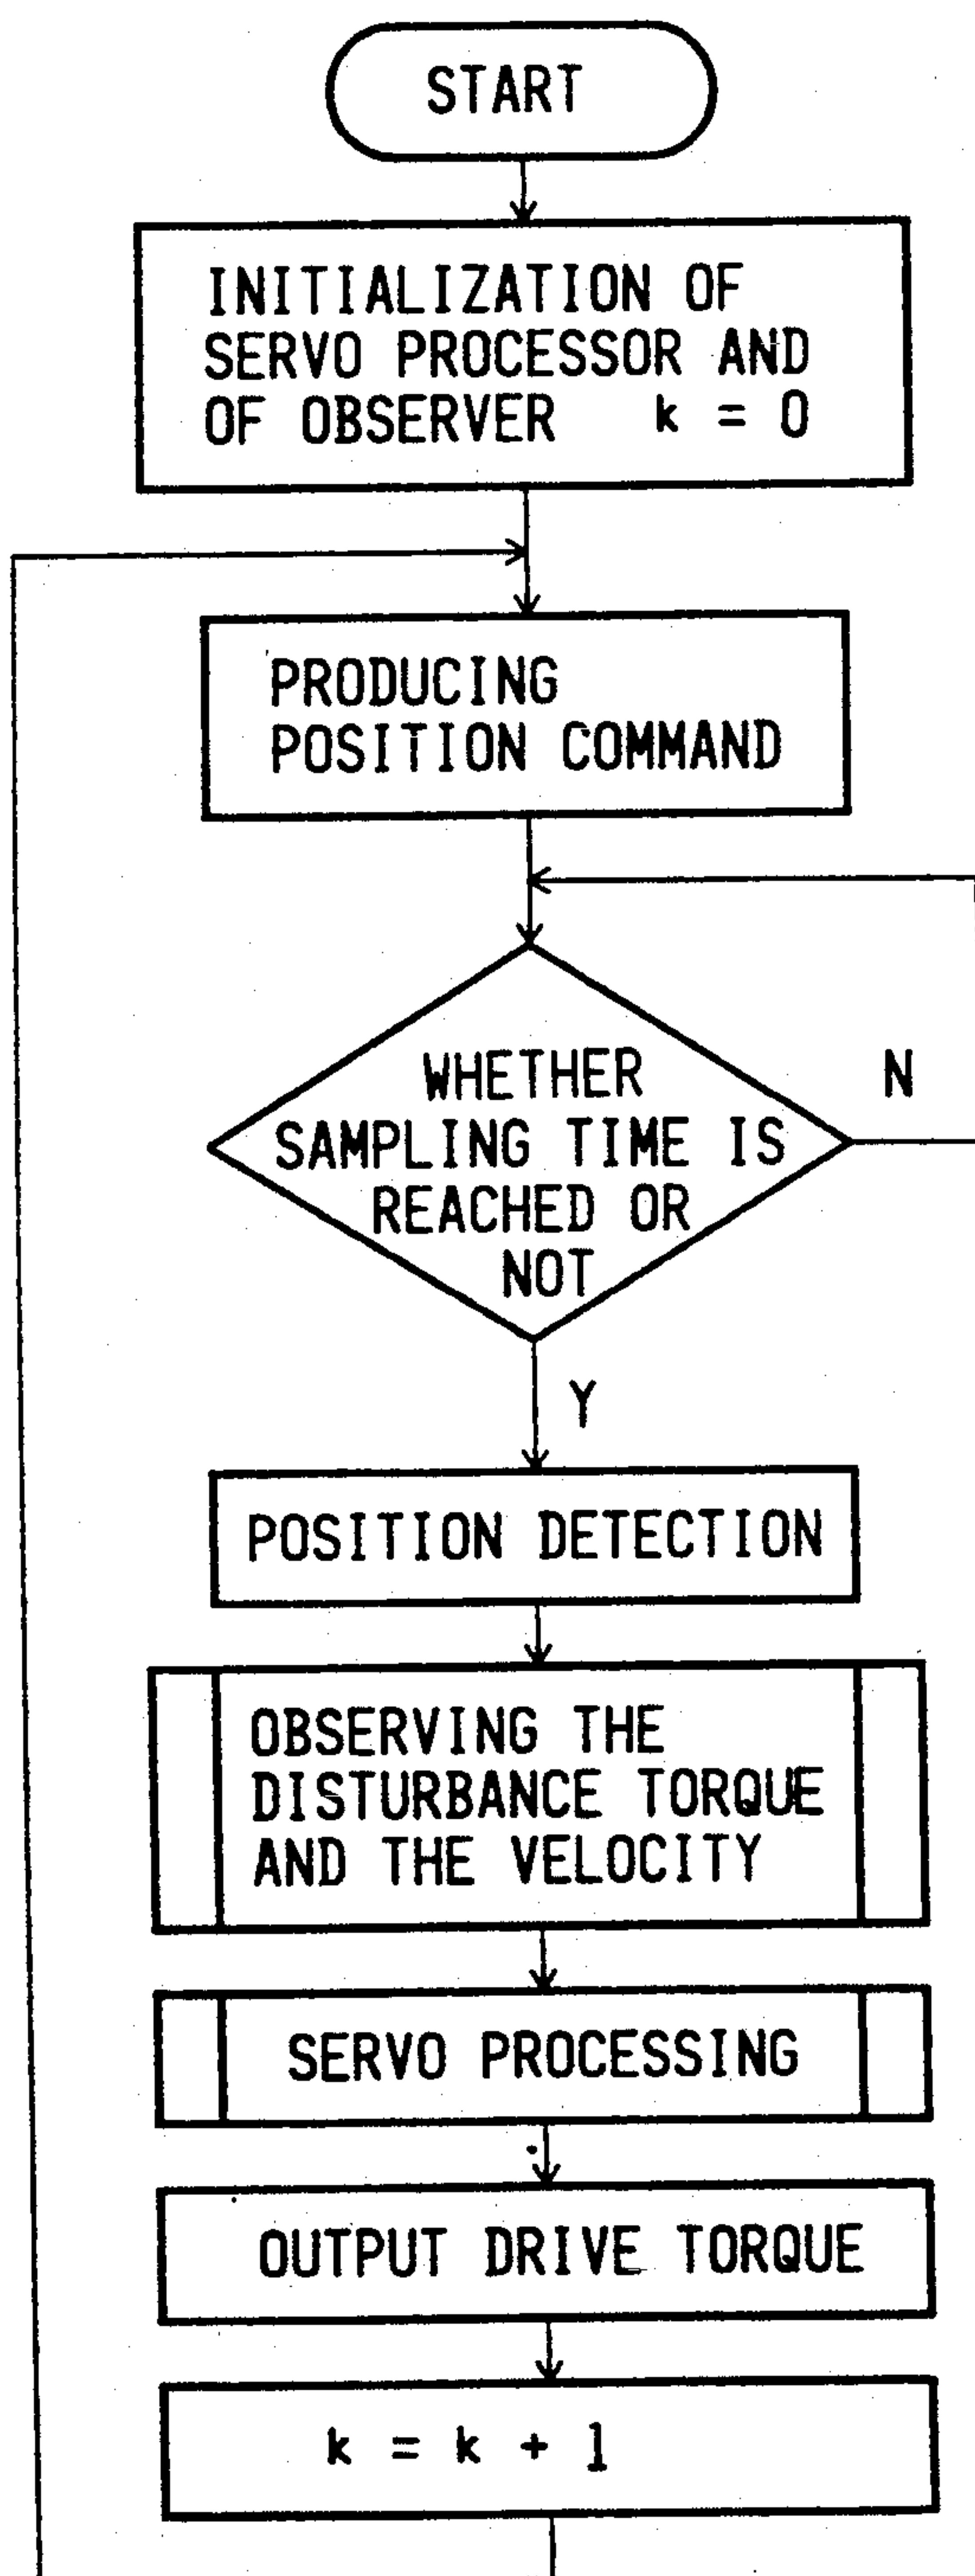 START
INITIALIZATION OF
SERVO PROCESSOR AND
OF OBSERVER k = 0
PRODUCING
POSITION COMMAND
WHETHER
SAMPLING TIME IS
REACHED OR
NOT
N
Y
POSITION DETECTION
OBSERVING THE
DISTURBANCE TORQUE
AND THE VELOCITY
SERVO PROCESSING
OUTPUT DRIVE TORQUE
k = k + 1